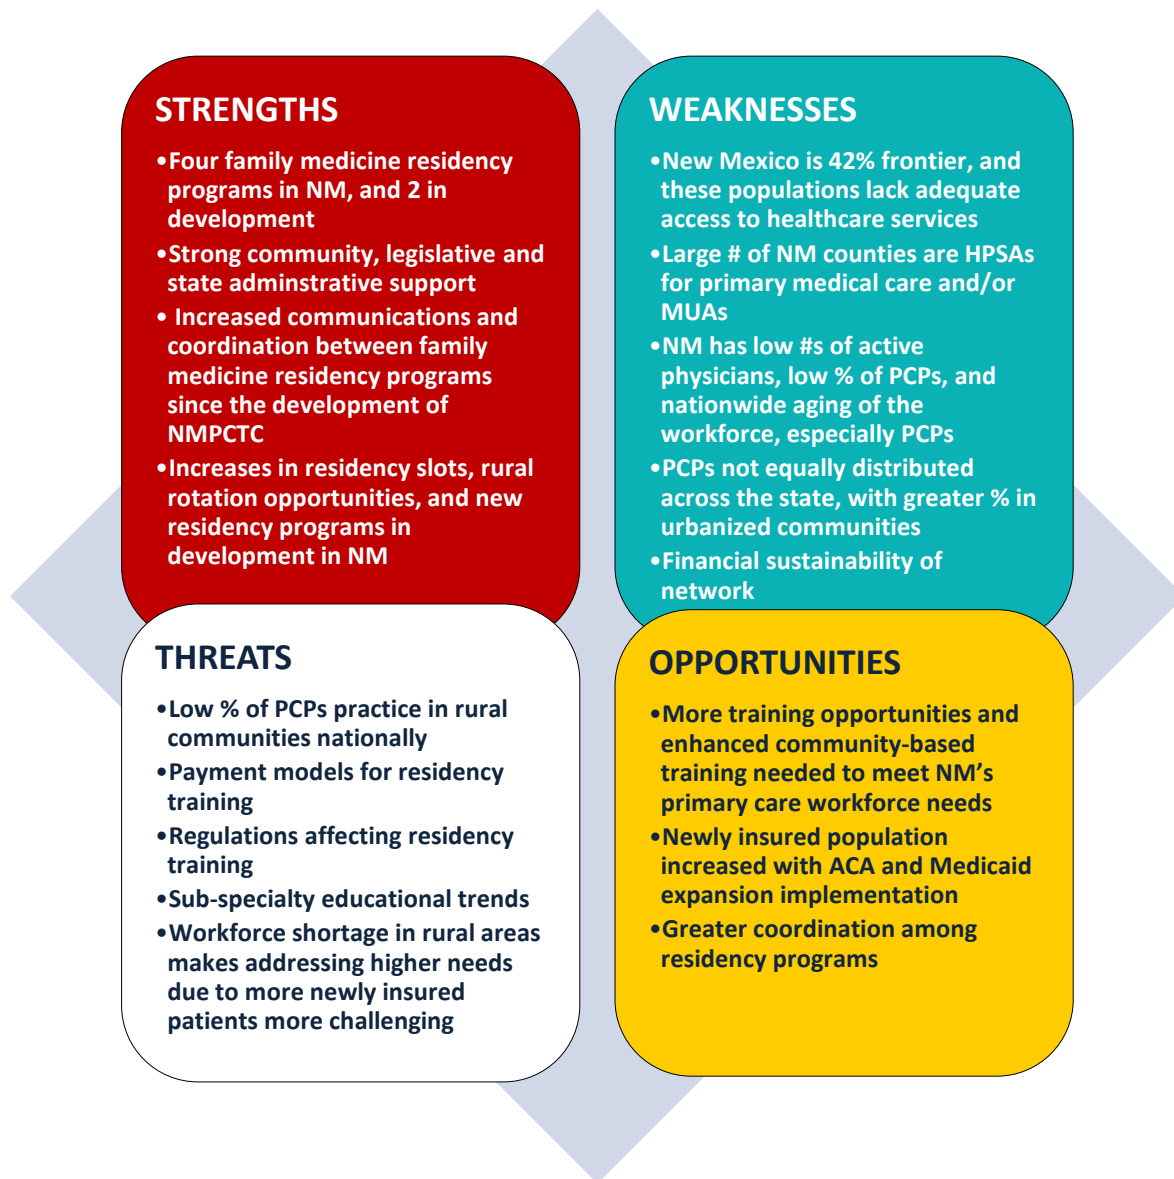 STRENGTHS
•Four family medicine residency
programs in NM, and 2 in
development
•Strong community, legislative and
state adminstrative support
• Increased communications and
coordination between family
medicine residency programs
since the development of
NMPCTC
•Increases in residency slots, rural
rotation opportunities, and new
residency programs in
development in NM
WEAKNESSES
•New Mexico is 42% frontier, and
these populations lack adequate
access to healthcare services
•Large # of NM counties are HPSAs
for primary medical care and/or
MUAs
•NM has low #s of active
physicians, low % of PCPs, and
nationwide aging of the
workforce, especially PCPs
•PCPs not equally distributed
across the state, with greater % in
urbanized communities
•Financial sustainability of
network
THREATS
•Low % of PCPs practice in rural
communities nationally
•Payment models for residency
training
•Regulations affecting residency
training
•Sub-specialty educational trends
•Workforce shortage in rural areas
makes addressing higher needs
due to more newly insured
patients more challenging
OPPORTUNITIES
•More training opportunities and
enhanced community-based
training needed to meet NM’s
primary care workforce needs
•Newly insured population
increased with ACA and Medicaid
expansion implementation
•Greater coordination among
residency programs